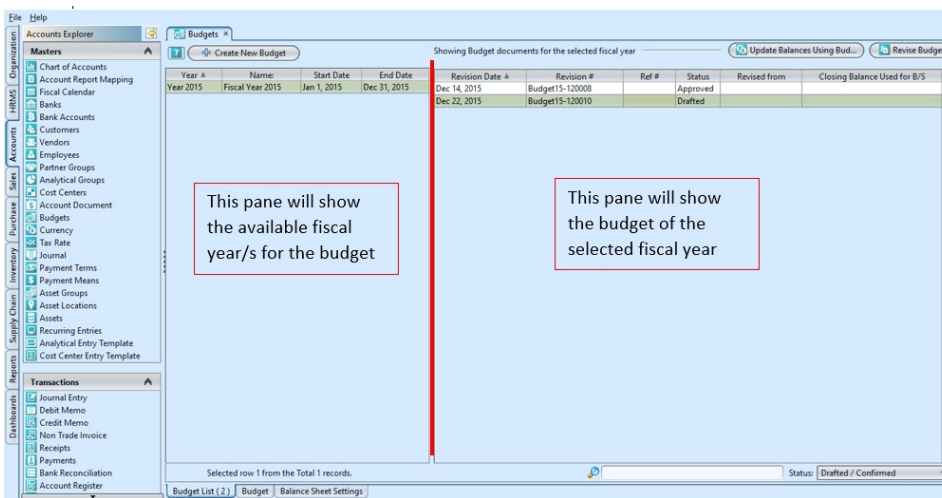 File Help
Accounts Explorer
Organization
HRMS
Accounts
Sales
Purchase
Inventory
Supply Chain
Reports
Dashboards
Masters
Chart of Accounts
Account Report Mapping
Fiscal Calendar
Banks
Bank Accounts
Customers
Vendors
Employees
Partner Groups
Analytical Groups
Cost Centers
Account Document
Budgets
Currency
Tax Rate
Journal
Payment Terms
Payment Means
Asset Groups
Asset Locations
Assets
Recurring Entries
Analytical Entry Template
Cost Center Entry Template
Transactions
Journal Entry
Debit Memo
Credit Memo
Non Trade Invoice
Receipts
Payments
Bank Reconciliation
Account Register
Budgets ×
? Create New Budget
Year Name: Start Date End Date
Year 2015 Fiscal Year 2015 Jan 1, 2015 Dec 31, 2015
This pane will show
the available fiscal
year/s for the budget
Selected row 1 from the Total 1 records.
Showing Budget documents for the selected fiscal year
Update Balances Using Bud...
Revise Budge
Revision Date Revision # Ref # Status Revised from Closing Balance Used for B/S
Dec 14, 2015 Budget15-120008 Approved
Dec 22, 2015 Budget15-120010 Drafted
This pane will show
the budget of the
selected fiscal year
Status: Drafted / Confirmed
Budget List ( 2 ) Budget Balance Sheet Settings